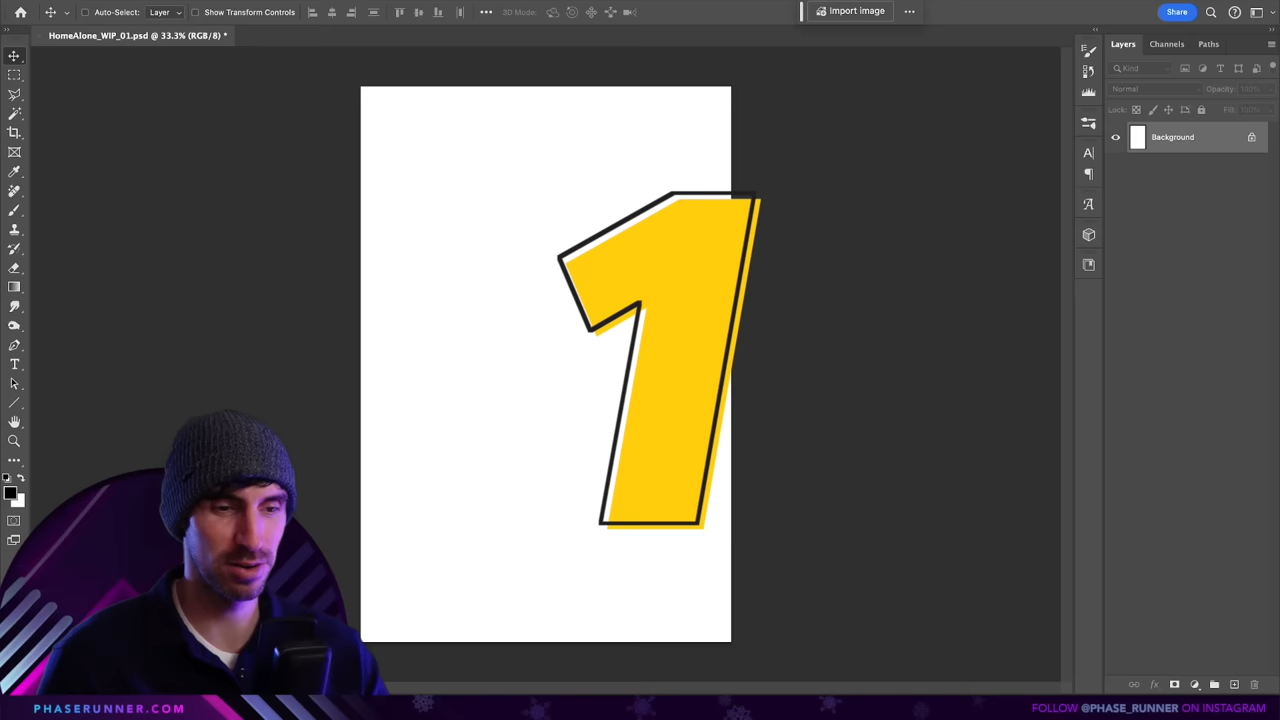 Auto-Select:
Layer
Show Transform Controls
3D Mode:
Import image
Share
HomeAlone_WIP_01.psd @ 33.3% (RGB/8) *
Layers
Channels
Paths
Kind
Normal
Opacity: 100%
Lock:
Fill: 100%
Background
1
PHASERUNNER.COM
FOLLOW @PHASE_RUNNER ON INSTAGRAM